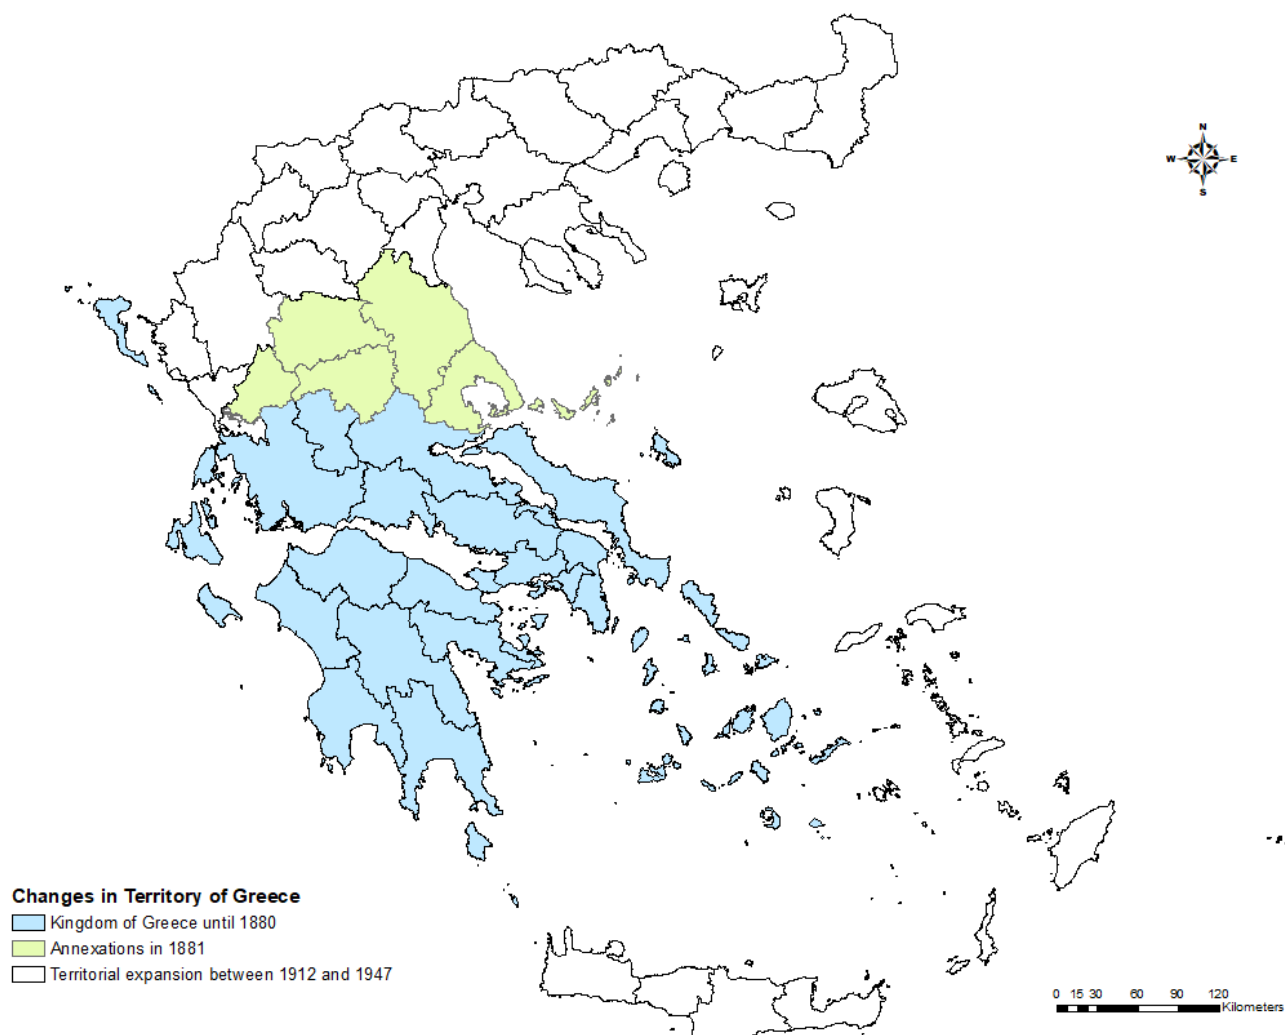 N
W E
S
Changes in Territory of Greece
Kingdom of Greece until 1880
Annexations in 1881
Territorial expansion between 1912 and 1947
0 15 30 60 90 120
Kilometers